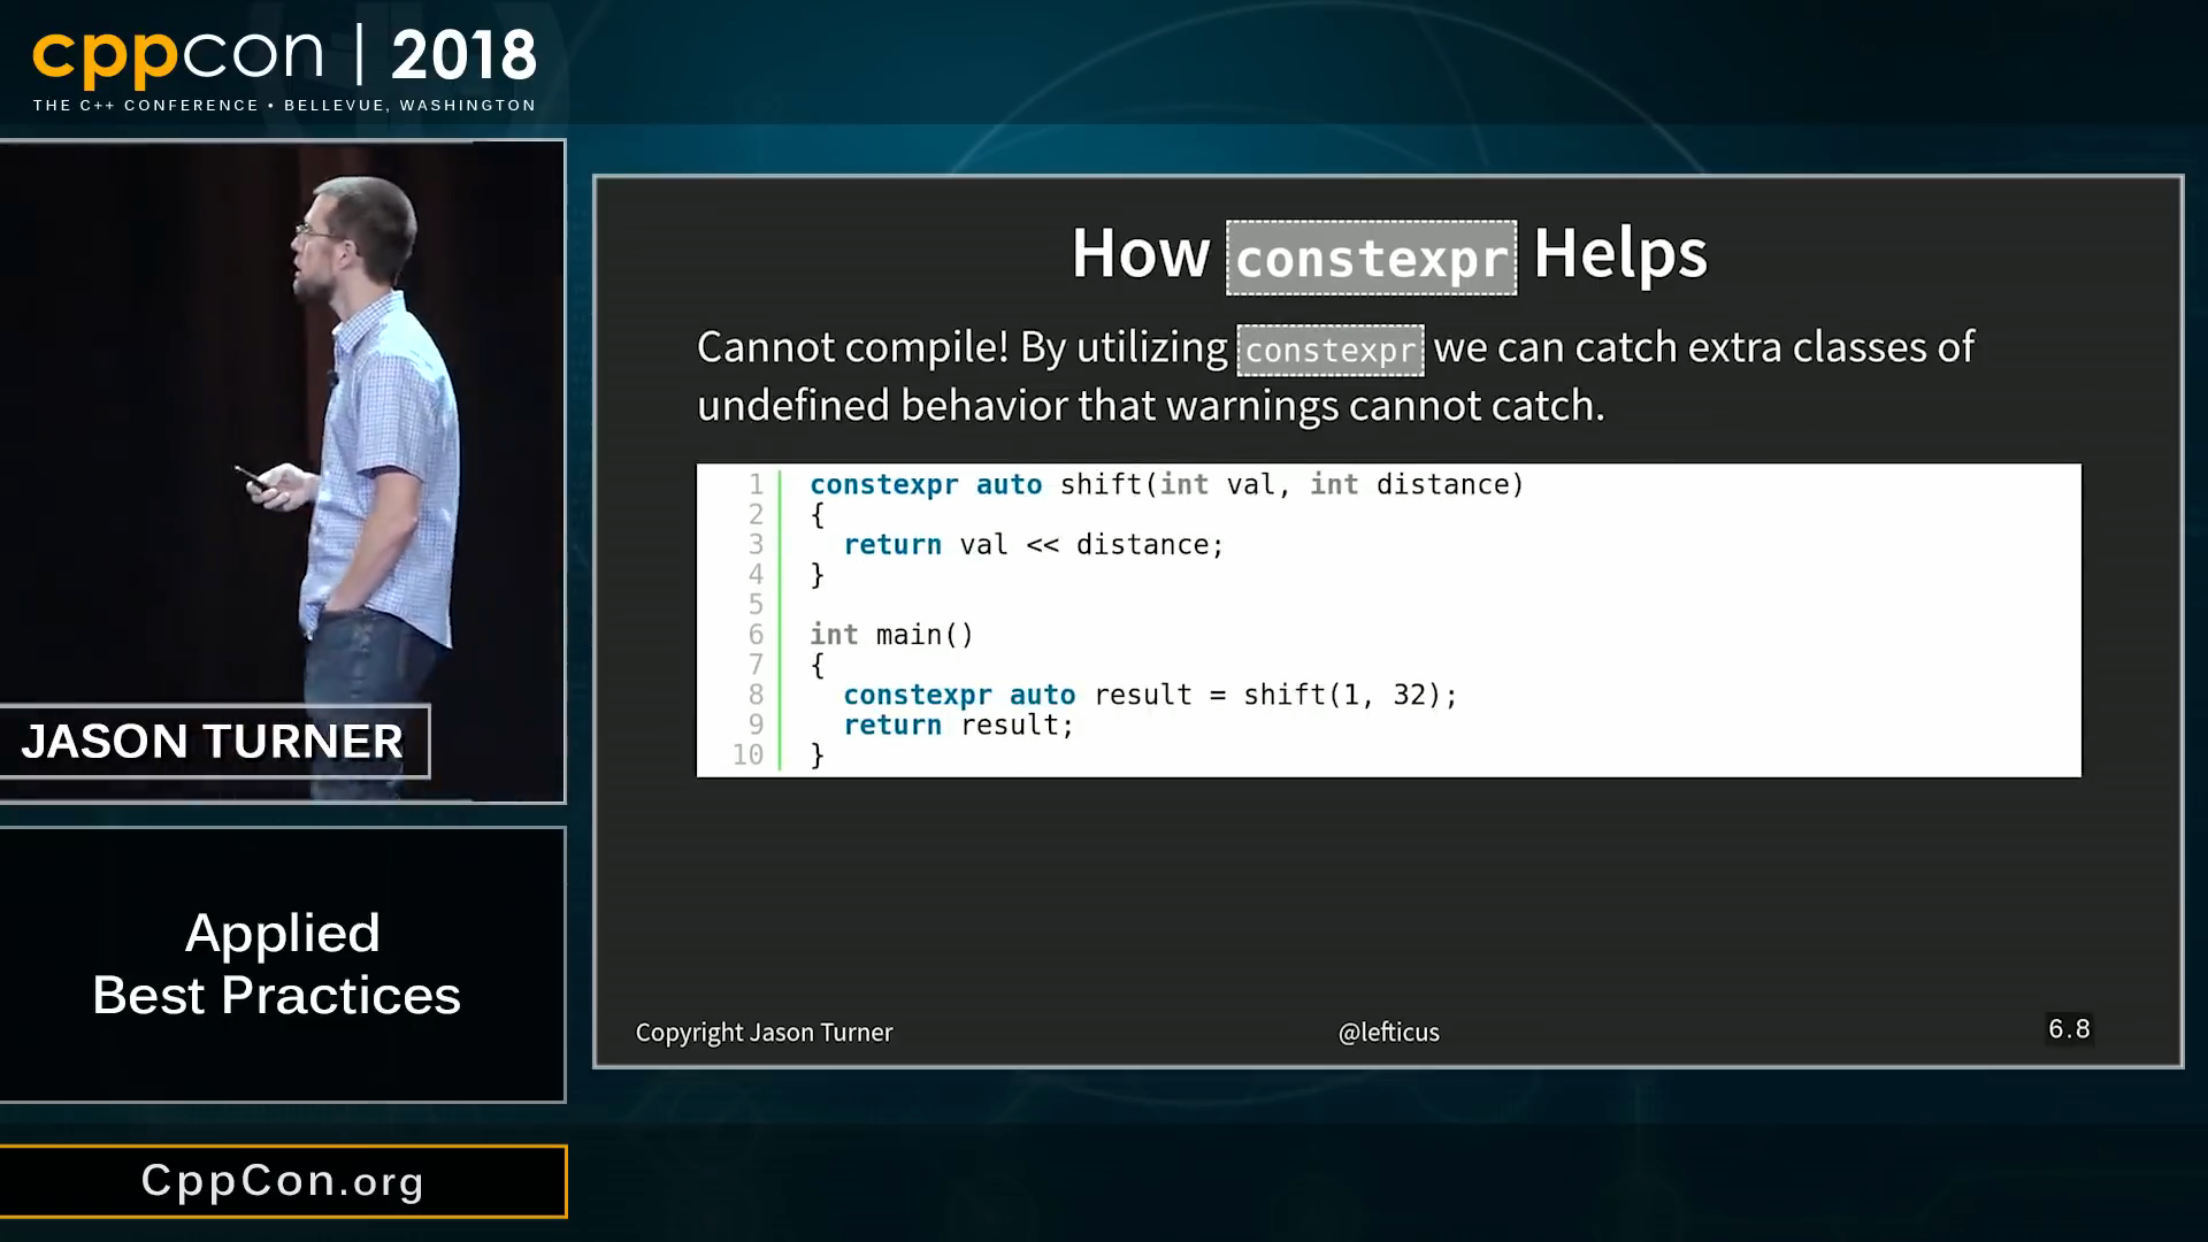 cppcon | 2018
THE C++ CONFERENCE • BELLEVUE, WASHINGTON
JASON TURNER
Applied
Best Practices
CppCon.org
How constexpr Helps
Cannot compile! By utilizing constexpr we can catch extra classes of
undefined behavior that warnings cannot catch.
1 constexpr auto shift(int val, int distance)
2 {
3   return val << distance;
4 }
5
6 int main()
7 {
8   constexpr auto result = shift(1, 32);
9   return result;
10 }
Copyright Jason Turner
@lefticus
6.8